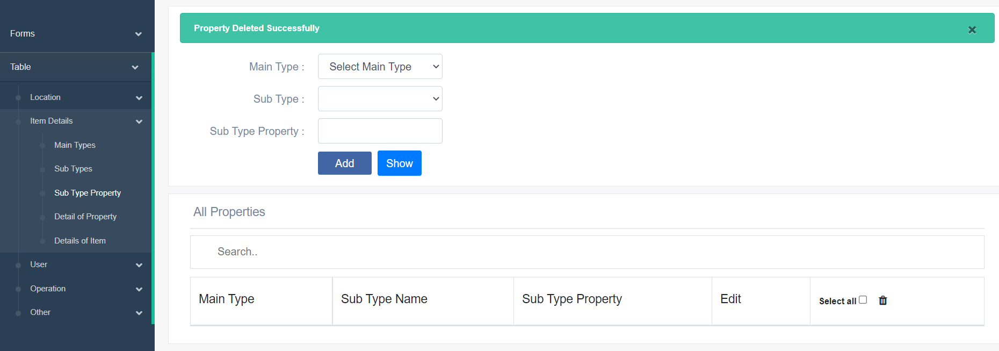 Forms
Table
Location
Item Details
Main Types
Sub Types
Sub Type Property
Detail of Property
Details of Item
User
Operation
Other
Property Deleted Successfully
Main Type :
Select Main Type
Sub Type :
Sub Type Property :
Add
Show
All Properties
Search..
Main Type
Sub Type Name
Sub Type Property
Edit
Select all